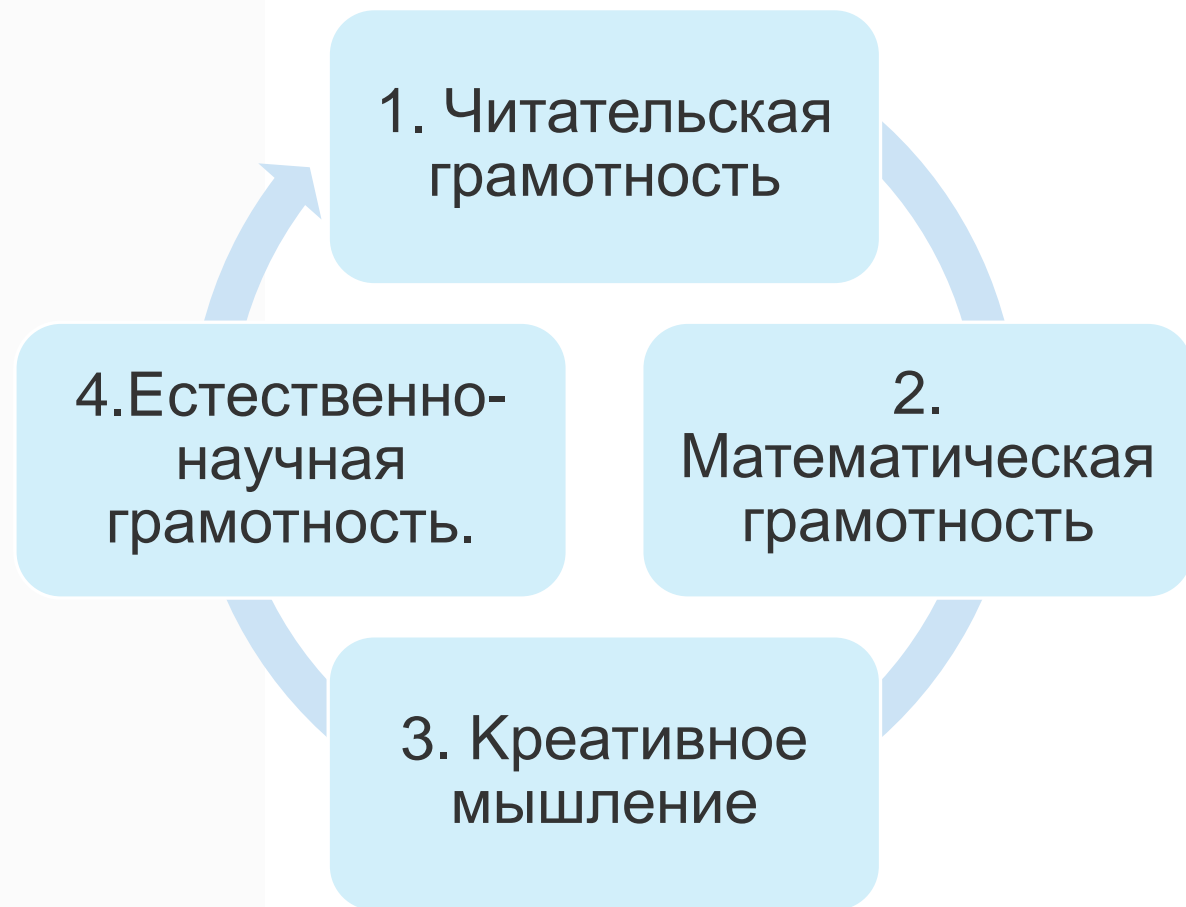 1. Читательская
грамотность
2.
Математическая
грамотность
3. Креативное
мышление
4.Естественно-
научная
грамотность.